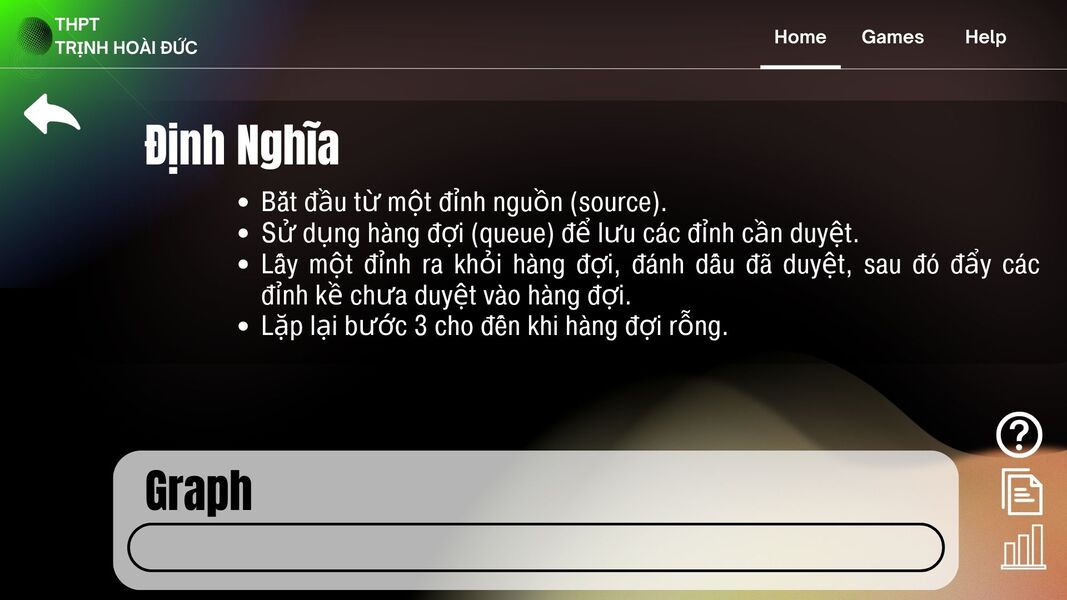 THPT
TRỊNH HOÀI ĐỨC
Home Games Help
Định Nghĩa
Bắt đầu từ một đỉnh nguồn (source).
Sử dụng hàng đợi (queue) để lưu các đỉnh cần duyệt.
Lấy một đỉnh ra khỏi hàng đợi, đánh dấu đã duyệt, sau đó đẩy các
đỉnh kề chưa duyệt vào hàng đợi.
Lặp lại bước 3 cho đến khi hàng đợi rỗng.
Graph